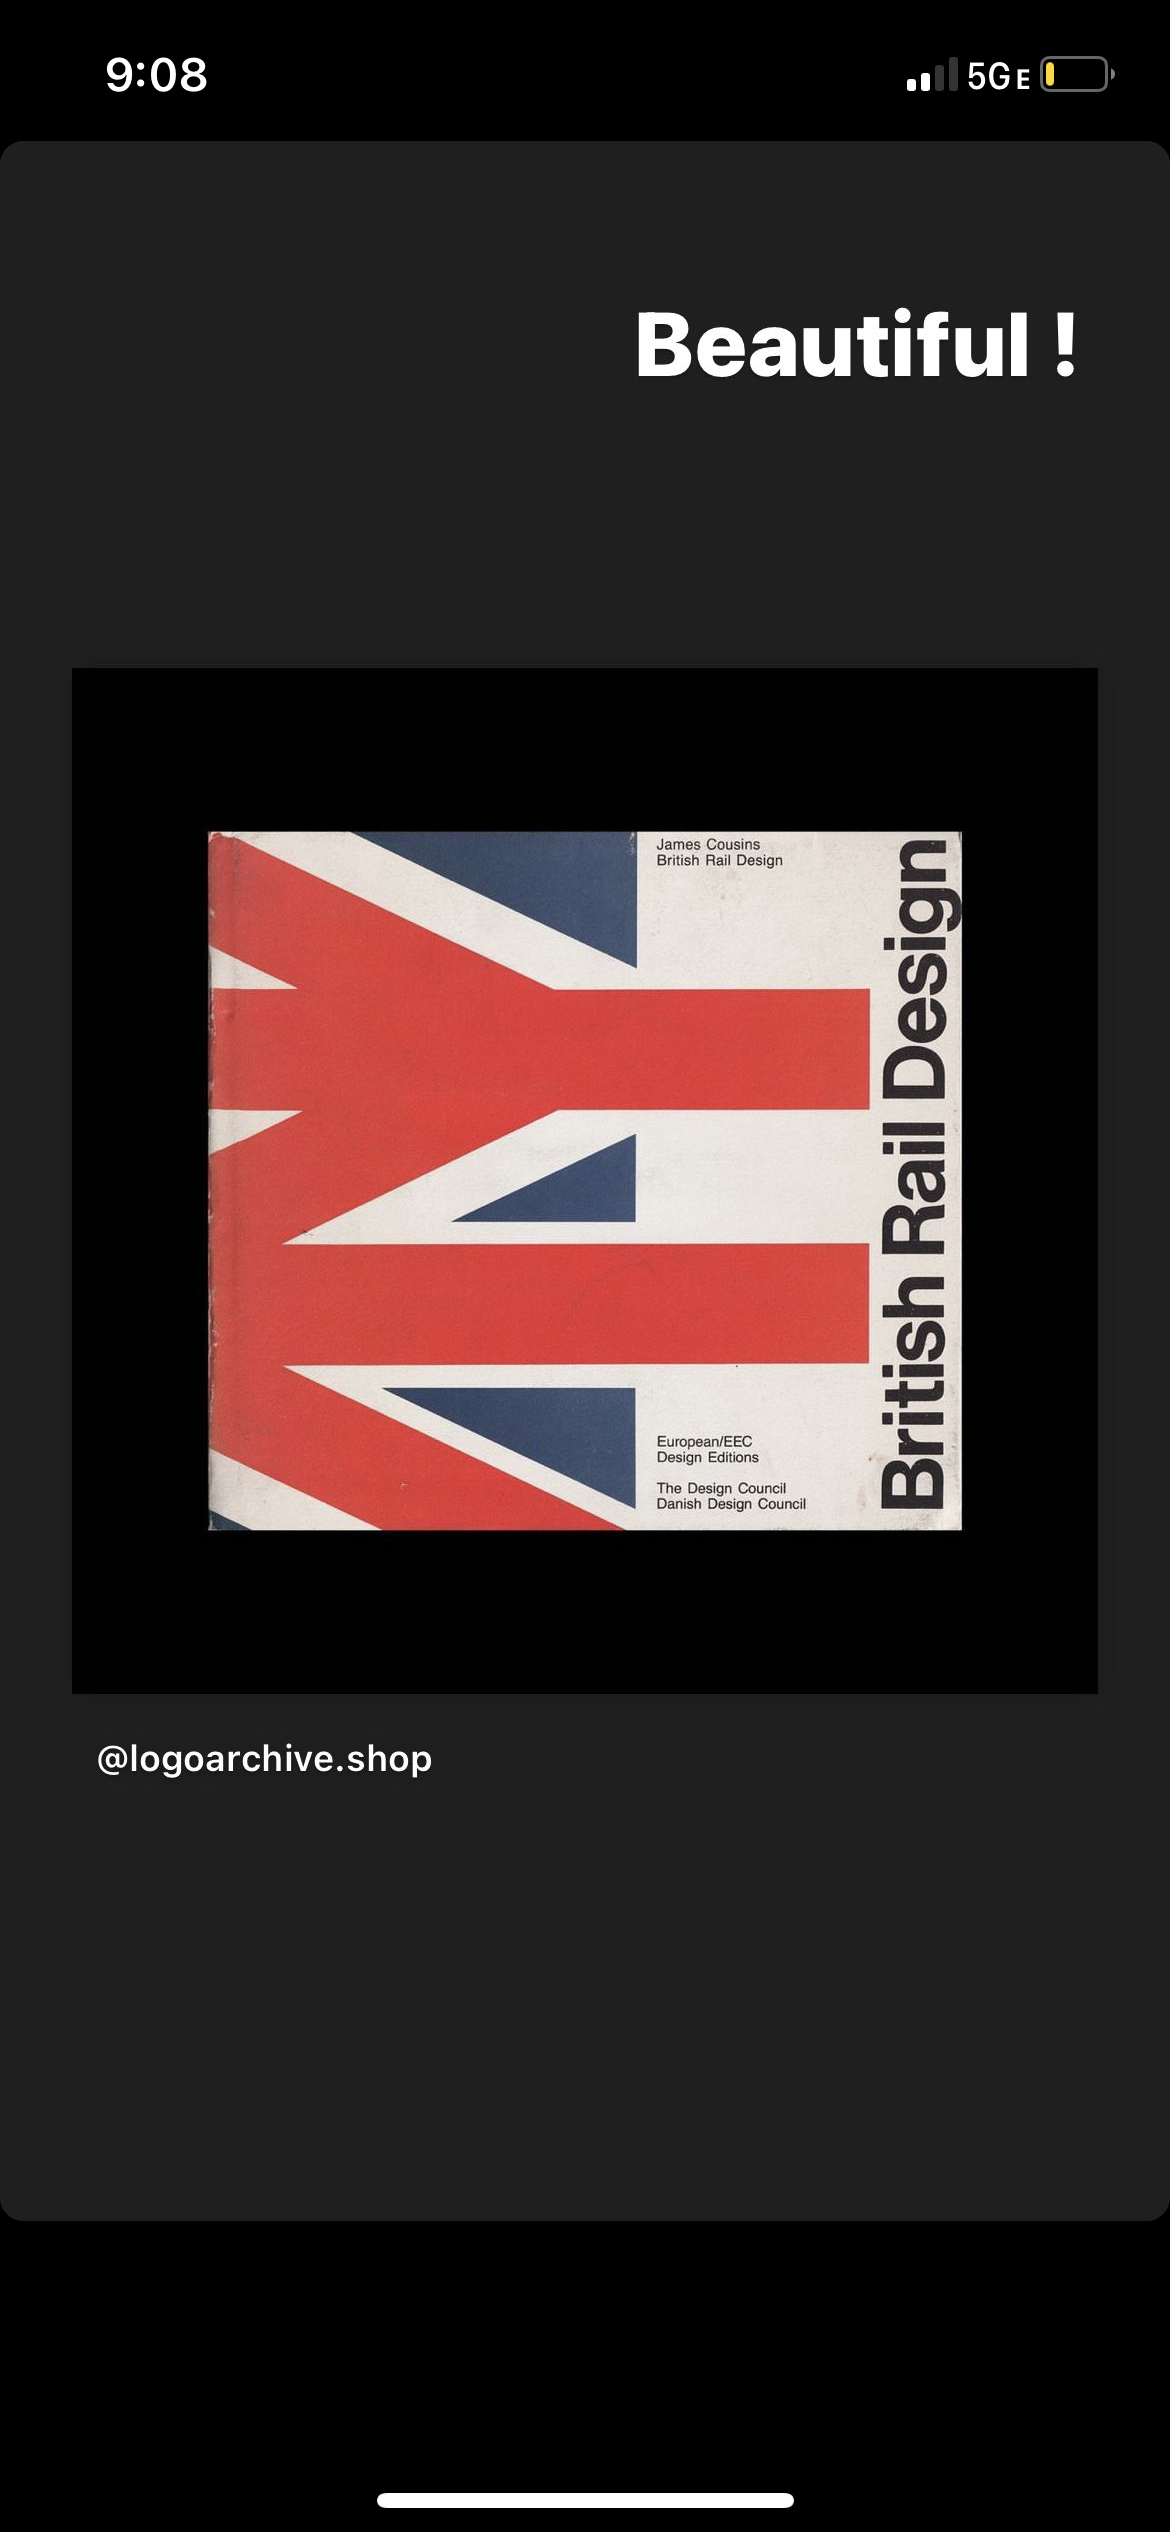 9:08
5GE
Beautiful !
James Cousins
British Rail Design
British Rail Design
European/EEC
Design Editions
The Design Council
Danish Design Council
@logoarchive.shop